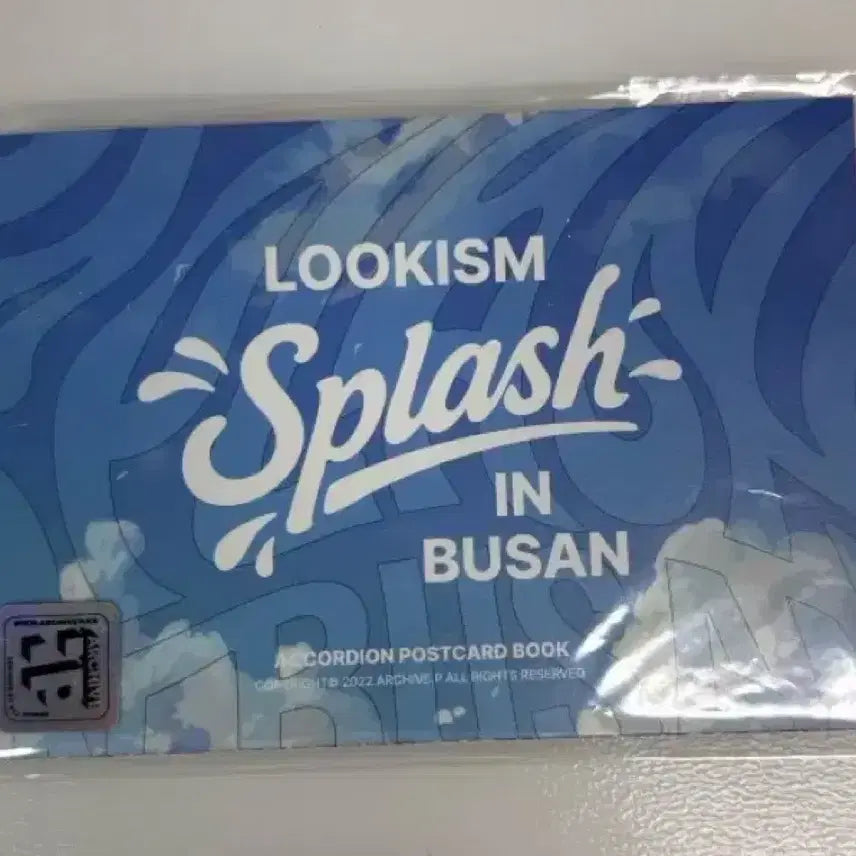 LOOKISM
Splash
IN
BUSAN
ACCORDION POSTCARD BOOK
COPYRIGHT© 2022 ARCHIVE.P ALL RIGHTS RESERVED